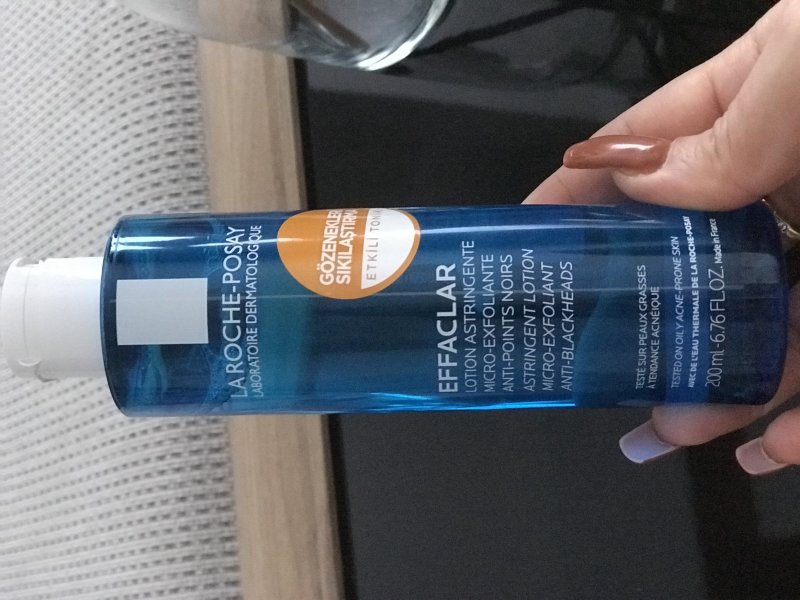 LA ROCHE-POSAY
LABORATOIRE DERMATOLOGIQUE
GÖZENEKLERİ
SIKILAŞTIRMA
ETKİLİ TONİK
EFFACLAR
LOTION ASTRINGENTE
MICRO-EXFOLIANTE
ANTI-POINTS NOIRS
ASTRINGENT LOTION
MICRO-EXFOLIANT
ANTI-BLACKHEADS
TESTÉ SUR PEAUX GRASSES
À TENDANCE ACNÉIQUE
TESTED ON OILY ACNE-PRONE SKIN
AVEC DE L'EAU THERMALE DE LA ROCHE-POSAY
200 ml - 6.76 FL.OZ. Made in France